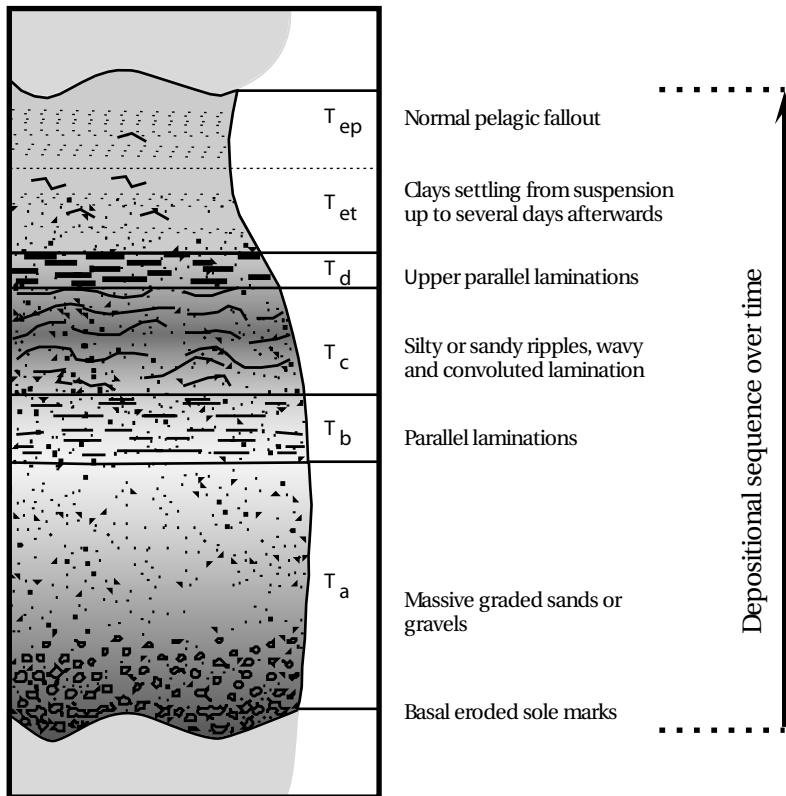 T ep
Normal pelagic fallout
T et
Clays settling from suspension
up to several days afterwards
T d
Upper parallel laminations
T c
Silty or sandy ripples, wavy
and convoluted lamination
T b
Parallel laminations
T a
Massive graded sands or
gravels
Basal eroded sole marks
Depositional sequence over time